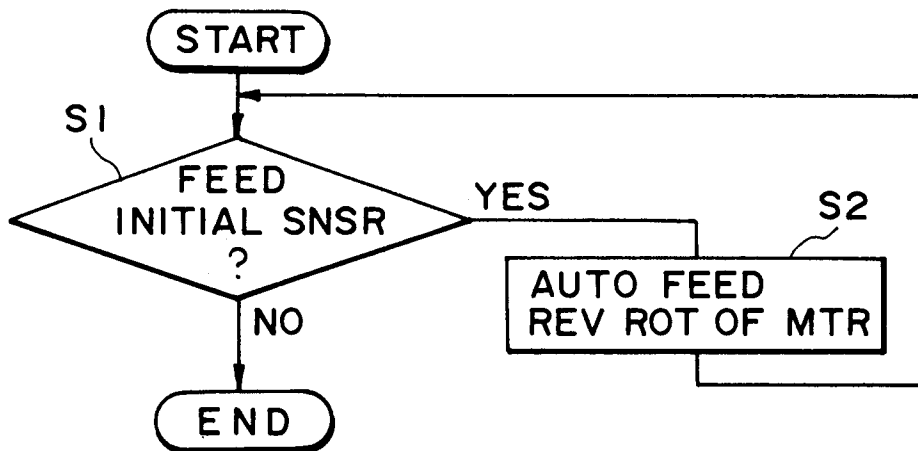 START
S1
FEED
INITIAL SNSR
?
YES
S2
AUTO FEED
REV ROT OF MTR
NO
END